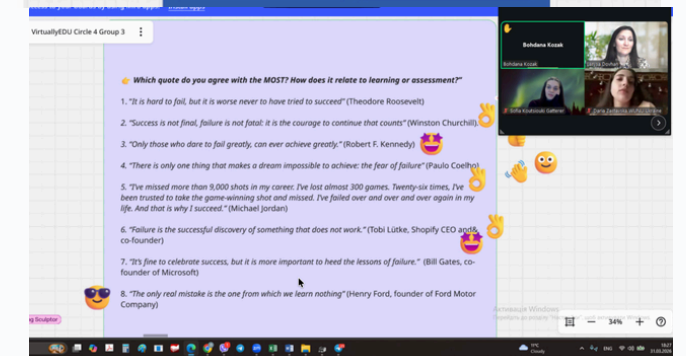 VirtuallyEDU Circle 4 Group 3
Bohdana Kozak
Bohdana Kozak
👉 Which quote do you agree with the MOST? How does it relate to learning or assessment?"
1. "It is hard to fail, but it is worse never to have tried to succeed" (Theodore Roosevelt)
2. "Success is not final, failure is not fatal: it is the courage to continue that counts" (Winston Churchill).
3. "Only those who dare to fail greatly, can ever achieve greatly." (Robert F. Kennedy)
4. "There is only one thing that makes a dream impossible to achieve: the fear of failure" (Paulo Coelho)
5. "I've missed more than 9,000 shots in my career. I've lost almost 300 games. Twenty-six times, I've
been trusted to take the game-winning shot and missed. I've failed over and over and over again in my
life. And that is why I succeed." (Michael Jordan)
6. "Failure is the successful discovery of something that does not work." (Tobi Lütke, Shopify CEO and
co-founder)
7. "It's fine to celebrate success, but it is more important to heed the lessons of failure." (Bill Gates, co-
founder of Microsoft)
8. "The only real mistake is the one from which we learn nothing" (Henry Ford, founder of Ford Motor
Company)
Sculptor
Активація Windows
34%
Cloudy
ENG